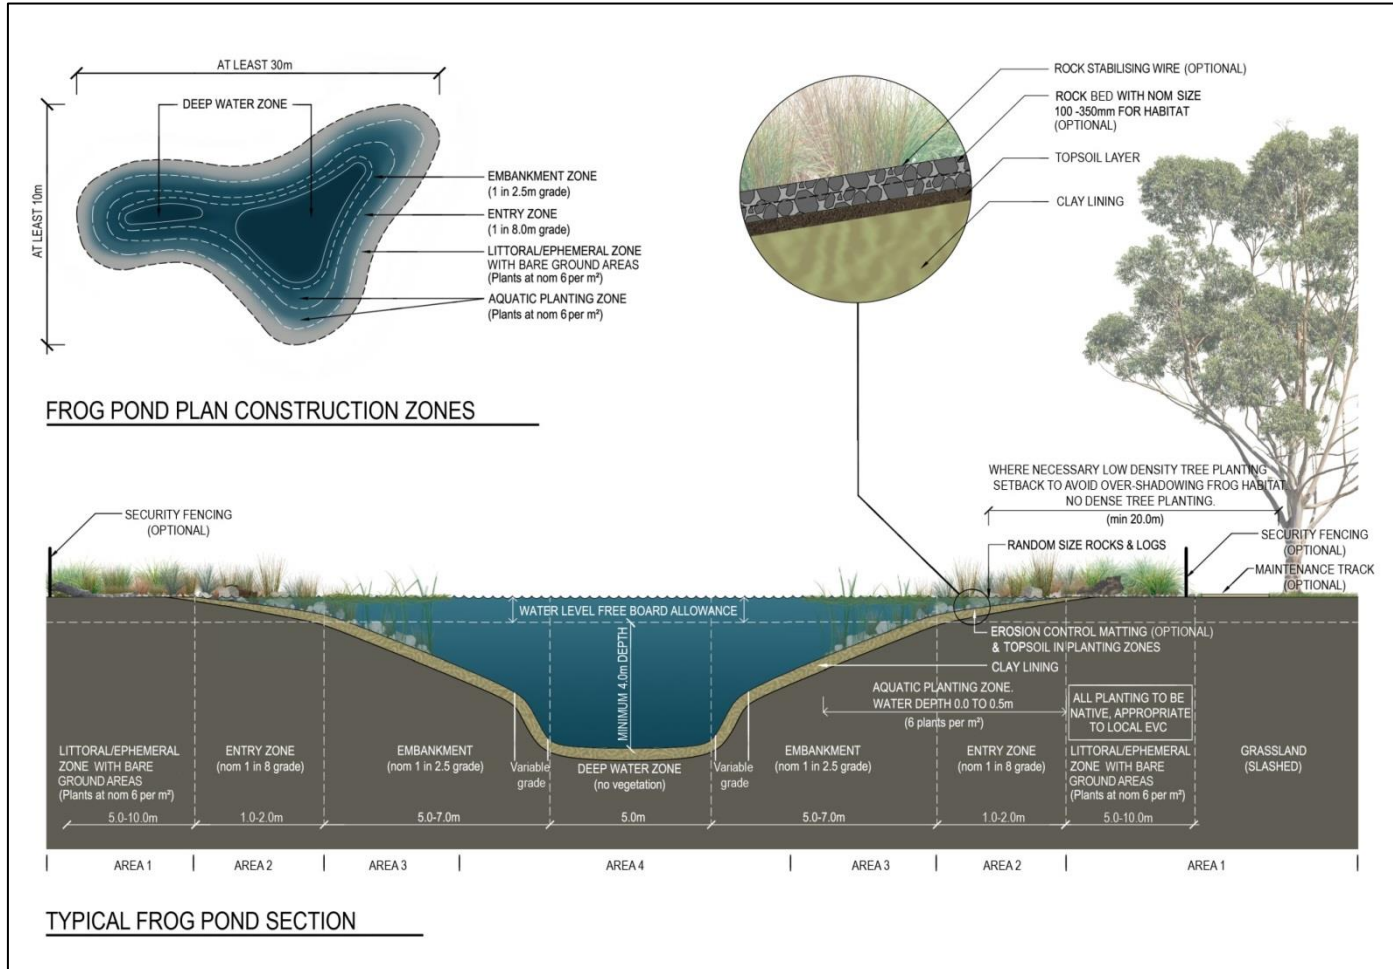 AT LEAST 30m
DEEP WATER ZONE
AT LEAST 10m
EMBANKMENT ZONE
(1 in 2.5m grade)
ENTRY ZONE
(1 in 8.0m grade)
LITTORAL/EPHEMERAL ZONE
WITH BARE GROUND AREAS
(Plants at nom 6 per m²)
AQUATIC PLANTING ZONE
(Plants at nom 6 per m²)
FROG POND PLAN CONSTRUCTION ZONES
ROCK STABILISING WIRE (OPTIONAL)
ROCK BED WITH NOM SIZE
100 -350mm FOR HABITAT
(OPTIONAL)
TOPSOIL LAYER
CLAY LINING
WHERE NECESSARY LOW DENSITY TREE PLANTING
SETBACK TO AVOID OVER-SHADOWING FROG HABITAT
NO DENSE TREE PLANTING.
(min 20.0m)
SECURITY FENCING
(OPTIONAL)
RANDOM SIZE ROCKS & LOGS
SECURITY FENCING
(OPTIONAL)
MAINTENANCE TRACK
(OPTIONAL)
WATER LEVEL FREE BOARD ALLOWANCE
MINIMUM 4.0m DEPTH
EROSION CONTROL MATTING (OPTIONAL)
& TOPSOIL IN PLANTING ZONES
CLAY LINING
AQUATIC PLANTING ZONE.
WATER DEPTH 0.0 TO 0.5m
(6 plants per m²)
ALL PLANTING TO BE
NATIVE, APPROPRIATE
TO LOCAL EVC
LITTORAL/EPHEMERAL
ZONE WITH BARE
GROUND AREAS
(Plants at nom 6 per m²)
ENTRY ZONE
(nom 1 in 8 grade)
EMBANKMENT
(nom 1 in 2.5 grade)
Variable
grade
DEEP WATER ZONE
(no vegetation)
Variable
grade
EMBANKMENT
(nom 1 in 2.5 grade)
ENTRY ZONE
(nom 1 in 8 grade)
LITTORAL/EPHEMERAL
ZONE WITH BARE
GROUND AREAS
(Plants at nom 6 per m²)
GRASSLAND
(SLASHED)
5.0-10.0m
1.0-2.0m
5.0-7.0m
5.0m
5.0-7.0m
1.0-2.0m
5.0-10.0m
AREA 1
AREA 2
AREA 3
AREA 4
AREA 3
AREA 2
AREA 1
TYPICAL FROG POND SECTION